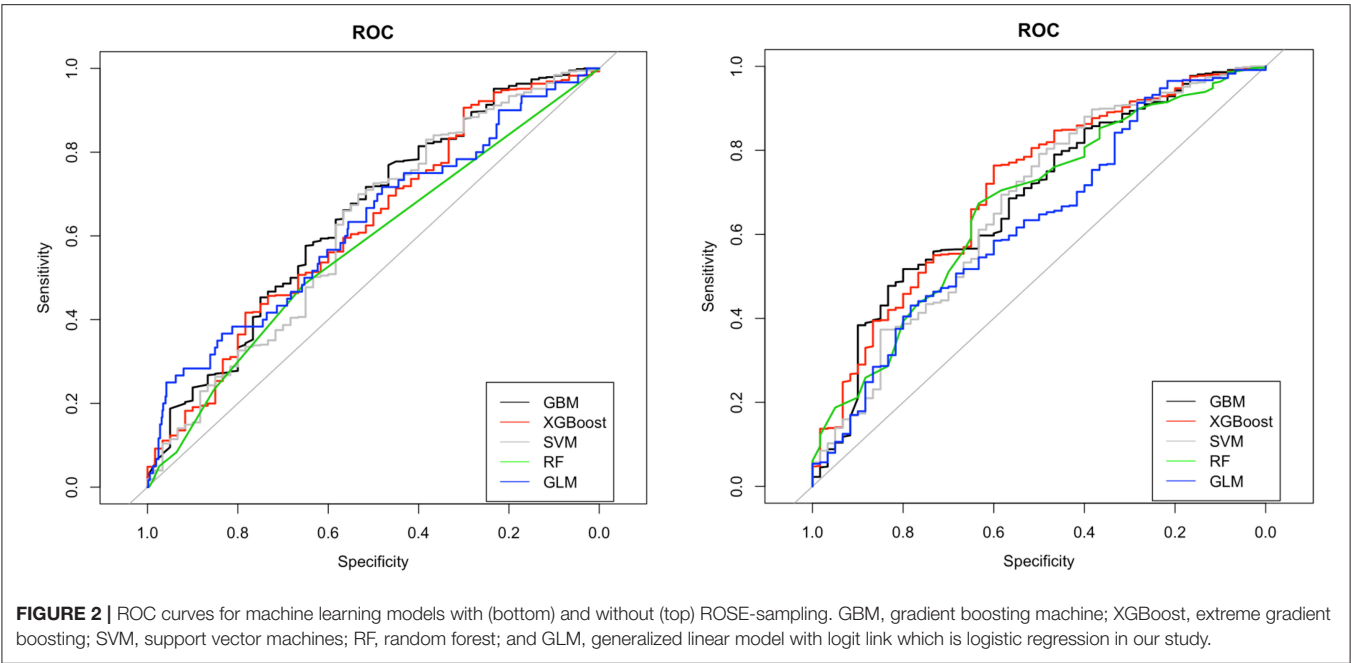 ROC
1.0
0.8
0.6
0.4
0.2
0.0
Sensitivity
GBM
XGBoost
SVM
RF
GLM
1.0 0.8 0.6 0.4 0.2 0.0
Specificity
ROC
1.0
0.8
0.6
0.4
0.2
0.0
Sensitivity
GBM
XGBoost
SVM
RF
GLM
1.0 0.8 0.6 0.4 0.2 0.0
Specificity
FIGURE 2 | ROC curves for machine learning models with (bottom) and without (top) ROSE-sampling. GBM, gradient boosting machine; XGBoost, extreme gradient
boosting; SVM, support vector machines; RF, random forest; and GLM, generalized linear model with logit link which is logistic regression in our study.